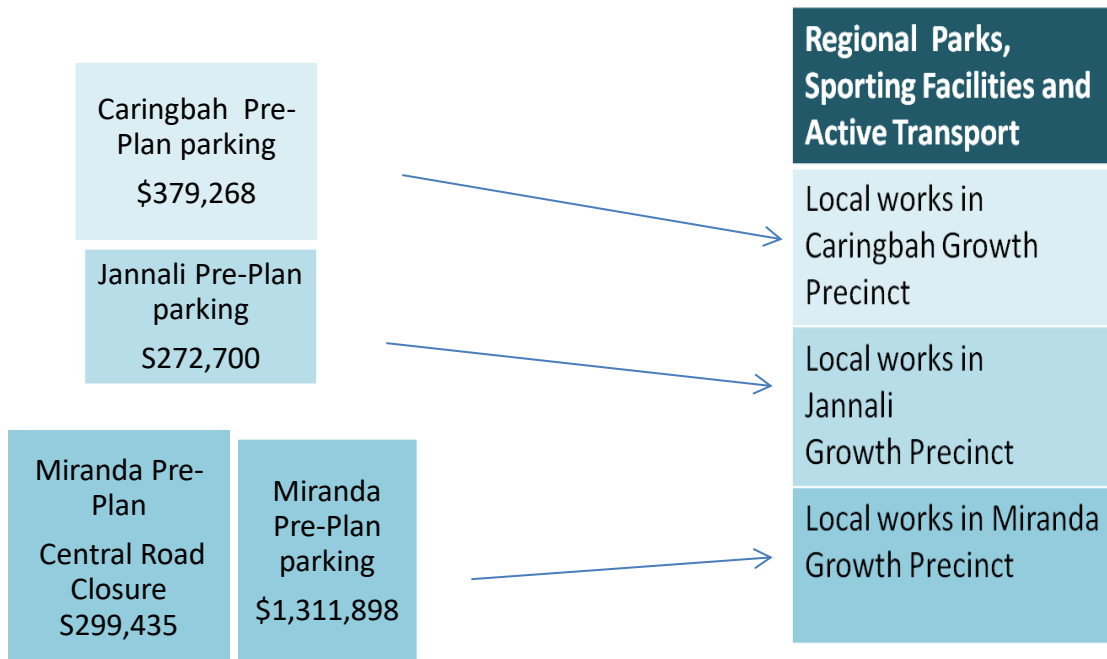 Caringbah Pre-
Plan parking
$379,268
Jannali Pre-Plan
parking
S272,700
Miranda Pre-
Plan
Central Road
Closure
S299,435
Miranda
Pre-Plan
parking
$1,311,898
Regional Parks,
Sporting Facilities and
Active Transport
Local works in
Caringbah Growth
Precinct
Local works in
Jannali
Growth Precinct
Local works in Miranda
Growth Precinct